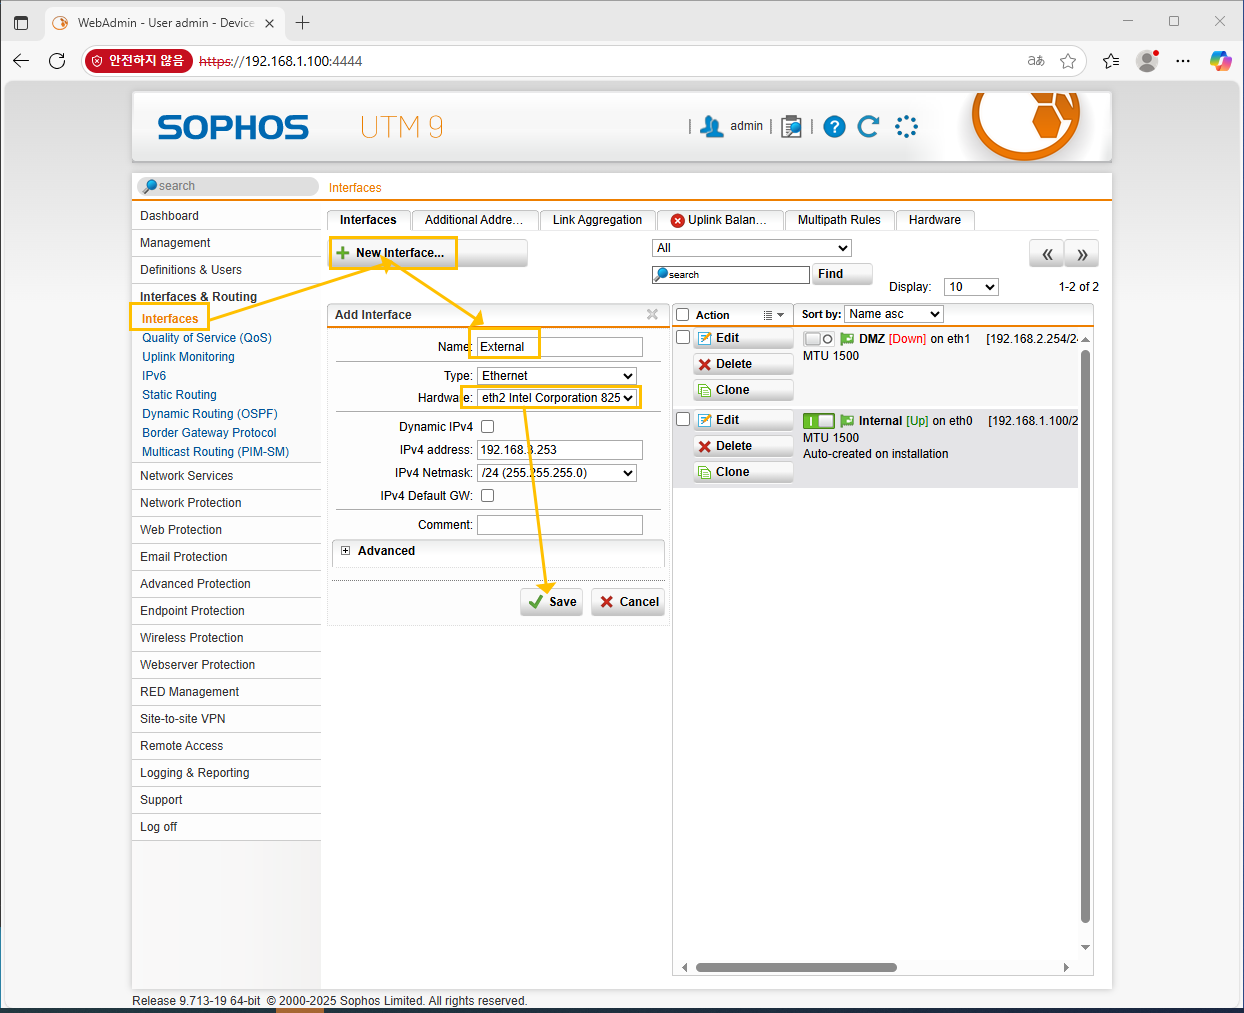 WebAdmin - User admin - Device
안전하지 않음 https://192.168.1.100:4444
SOPHOS UTM 9
admin
search
Interfaces
Dashboard
Management
Definitions & Users
Interfaces & Routing
Interfaces
Quality of Service (QoS)
Uplink Monitoring
IPv6
Static Routing
Dynamic Routing (OSPF)
Border Gateway Protocol
Multicast Routing (PIM-SM)
Network Services
Network Protection
Web Protection
Email Protection
Advanced Protection
Endpoint Protection
Wireless Protection
Webserver Protection
RED Management
Site-to-site VPN
Remote Access
Logging & Reporting
Support
Log off
Interfaces Additional Addre... Link Aggregation Uplink Balan... Multipath Rules Hardware
New Interface...
All
search Find
Display: 10 1-2 of 2
Add Interface
Name: External
Type: Ethernet
Hardware: eth2 Intel Corporation 825
Dynamic IPv4
IPv4 address: 192.168.3.253
IPv4 Netmask: /24 (255.255.255.0)
IPv4 Default GW:
Comment:
Advanced
Save Cancel
Action Sort by: Name asc
Edit DMZ [Down] on eth1 [192.168.2.254/2
MTU 1500
Delete
Clone
Edit Internal [Up] on eth0 [192.168.1.100/2
MTU 1500
Delete Auto-created on installation
Clone
Release 9.713-19 64-bit © 2000-2025 Sophos Limited. All rights reserved.